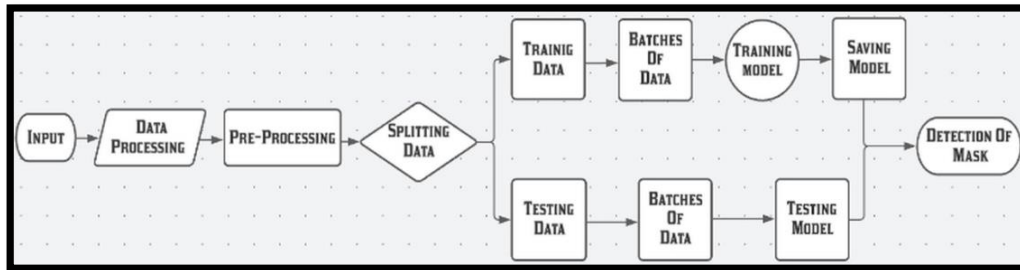 INPUT
DATA
PROCESSING
PRE-PROCESSING
SPLITTING
DATA
TRAINIG
DATA
BATCHES
OF
DATA
TRAINING
MODEL
SAVING
MODEL
TESTING
DATA
BATCHES
OF
DATA
TESTING
MODEL
DETECTION OF
MASK